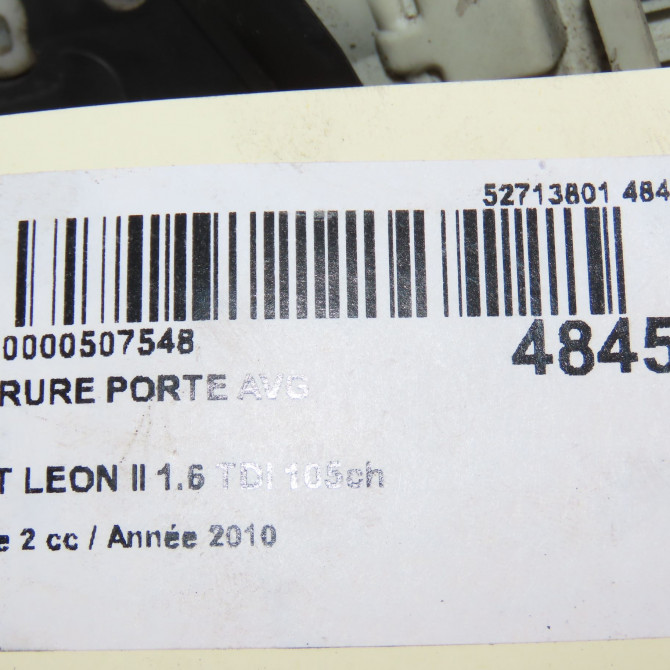 52713801 484
0000507548
4845
RURE PORTE AVG
T LEON II 1.6 TDI 105ch
e 2 cc / Année 2010